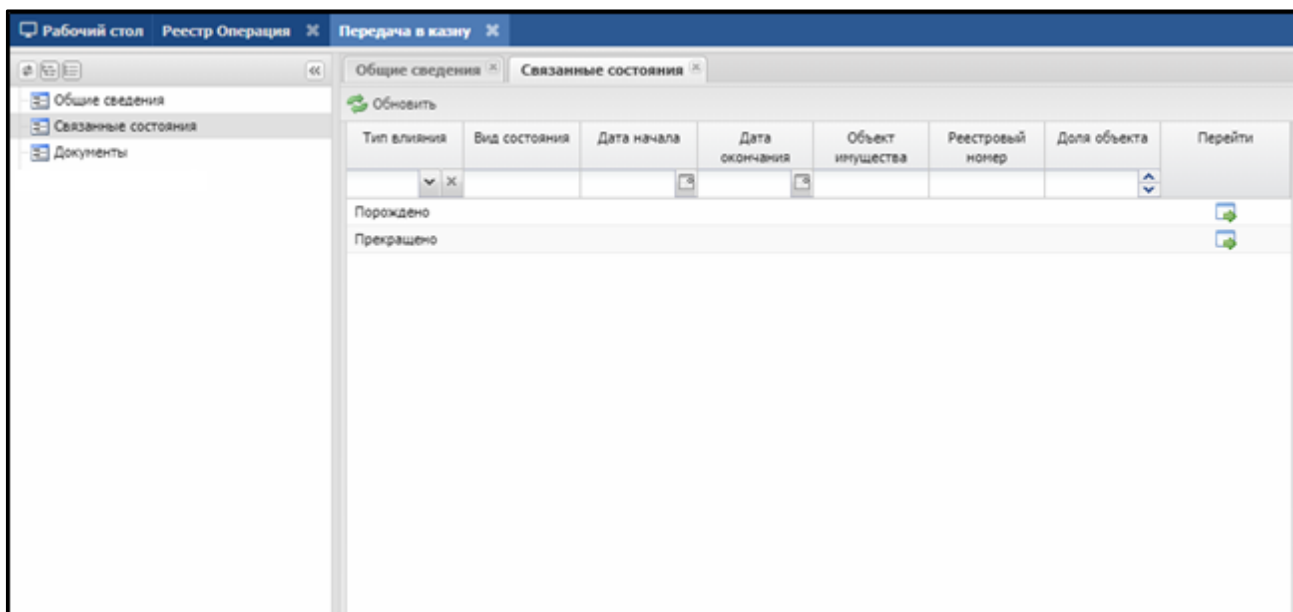 Рабочий стол Реестр Операция Передача в казну
Общие сведения Связанные состояния
Общие сведения
Связанные состояния
Документы
Обновить
Тип влияния Вид состояния Дата начала Дата окончания Объект имущества Реестровый номер Доля объекта Перейти
Порождено
Прекращено